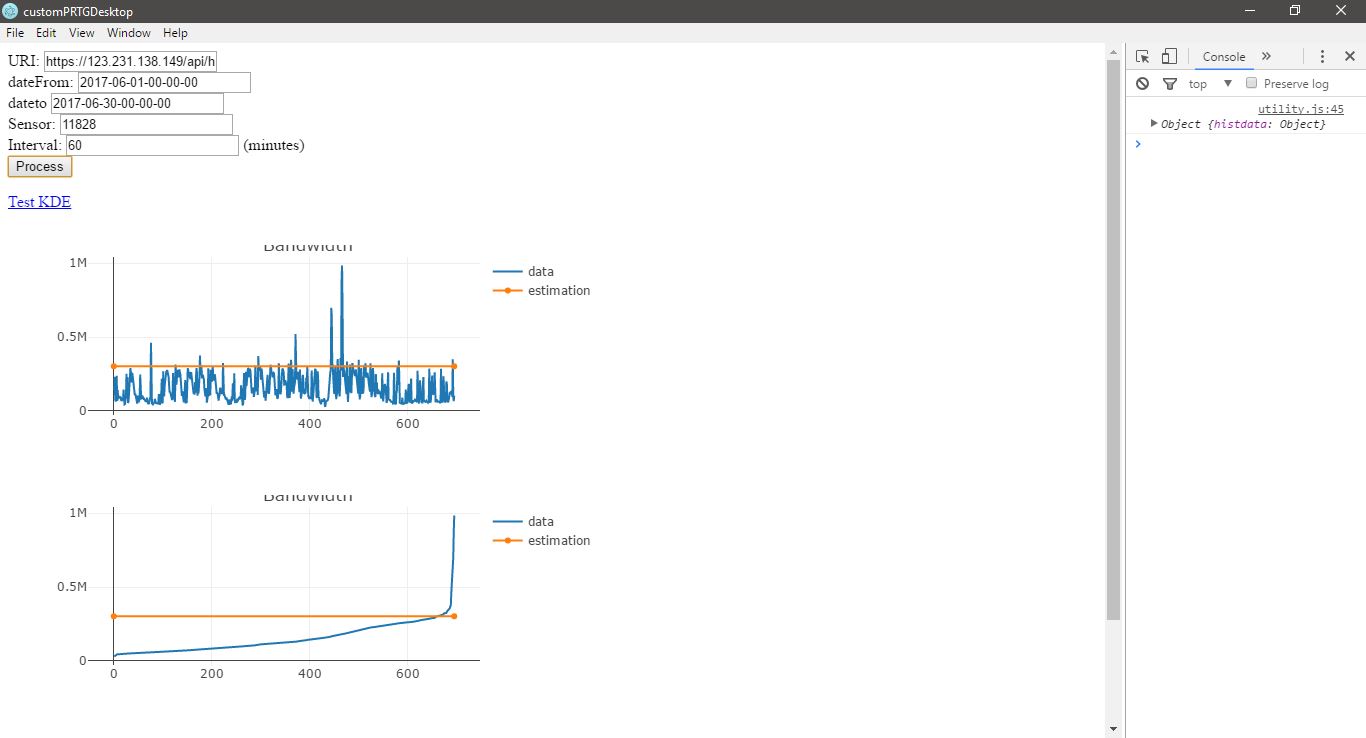 customPRTGDesktop
File Edit View Window Help
URI: https://123.231.138.149/api/h
dateFrom: 2017-06-01-00-00-00
dateto 2017-06-30-00-00-00
Sensor: 11828
Interval: 60 (minutes)
Process
Test KDE
Bandwidth
1M
0.5M
0
0 200 400 600
data
estimation
Bandwidth
1M
0.5M
0
0 200 400 600
data
estimation
Console »
top ▼ Preserve log
utility.js:45
Object {histdata: Object}